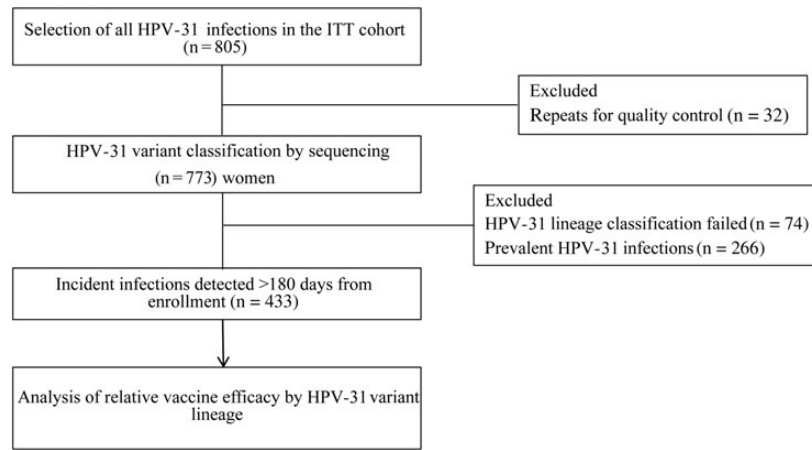 Selection of all HPV-31 infections in the ITT cohort
(n = 805)
Excluded
Repeats for quality control (n = 32)
HPV-31 variant classification by sequencing
(n = 773) women
Excluded
HPV-31 lineage classification failed (n = 74)
Prevalent HPV-31 infections (n = 266)
Incident infections detected >180 days from
enrollment (n = 433)
Analysis of relative vaccine efficacy by HPV-31 variant
lineage